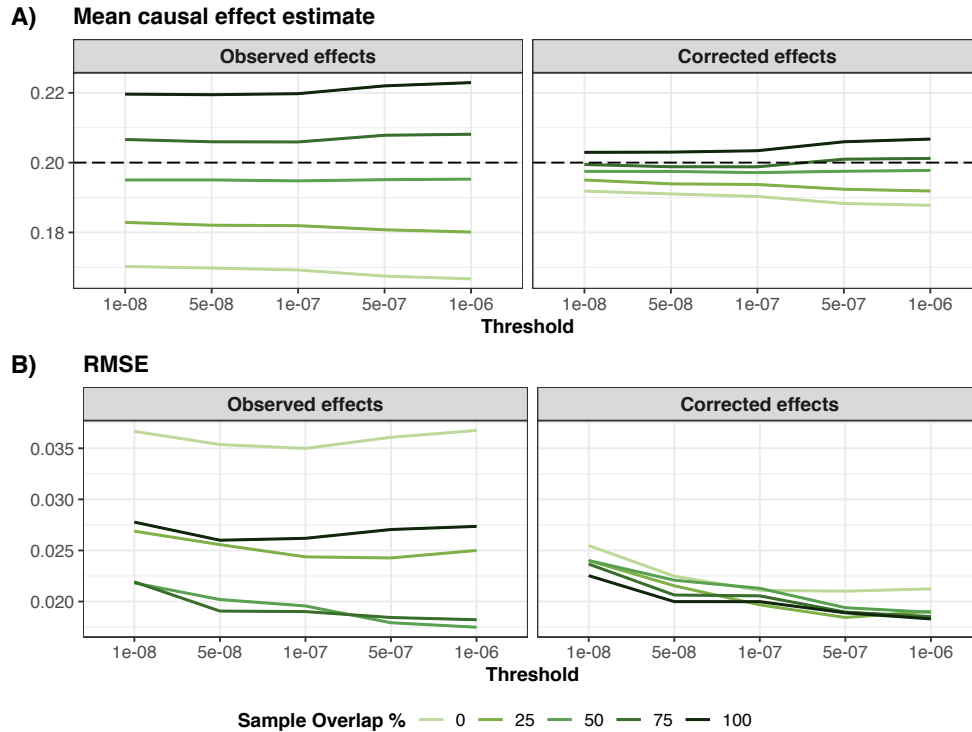 A) Mean causal effect estimate
Observed effects Corrected effects
0.22
0.20
0.18
1e-08 5e-08 1e-07 5e-07 1e-06 1e-08 5e-08 1e-07 5e-07 1e-06
Threshold
B) RMSE
Observed effects Corrected effects
0.035
0.030
0.025
0.020
1e-08 5e-08 1e-07 5e-07 1e-06 1e-08 5e-08 1e-07 5e-07 1e-06
Threshold
Sample Overlap % 0 25 50 75 100